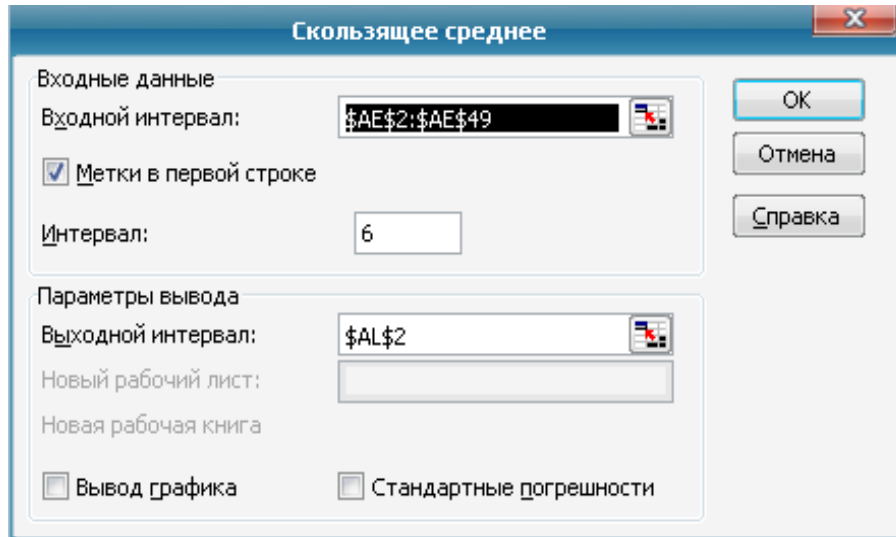 Скользящее среднее
Входные данные
Входной интервал: $AE$2:$AE$49
Метки в первой строке
Интервал: 6
OK
Отмена
Справка
Параметры вывода
Выходной интервал: $AL$2
Новый рабочий лист:
Новая рабочая книга
Вывод графика Стандартные погрешности